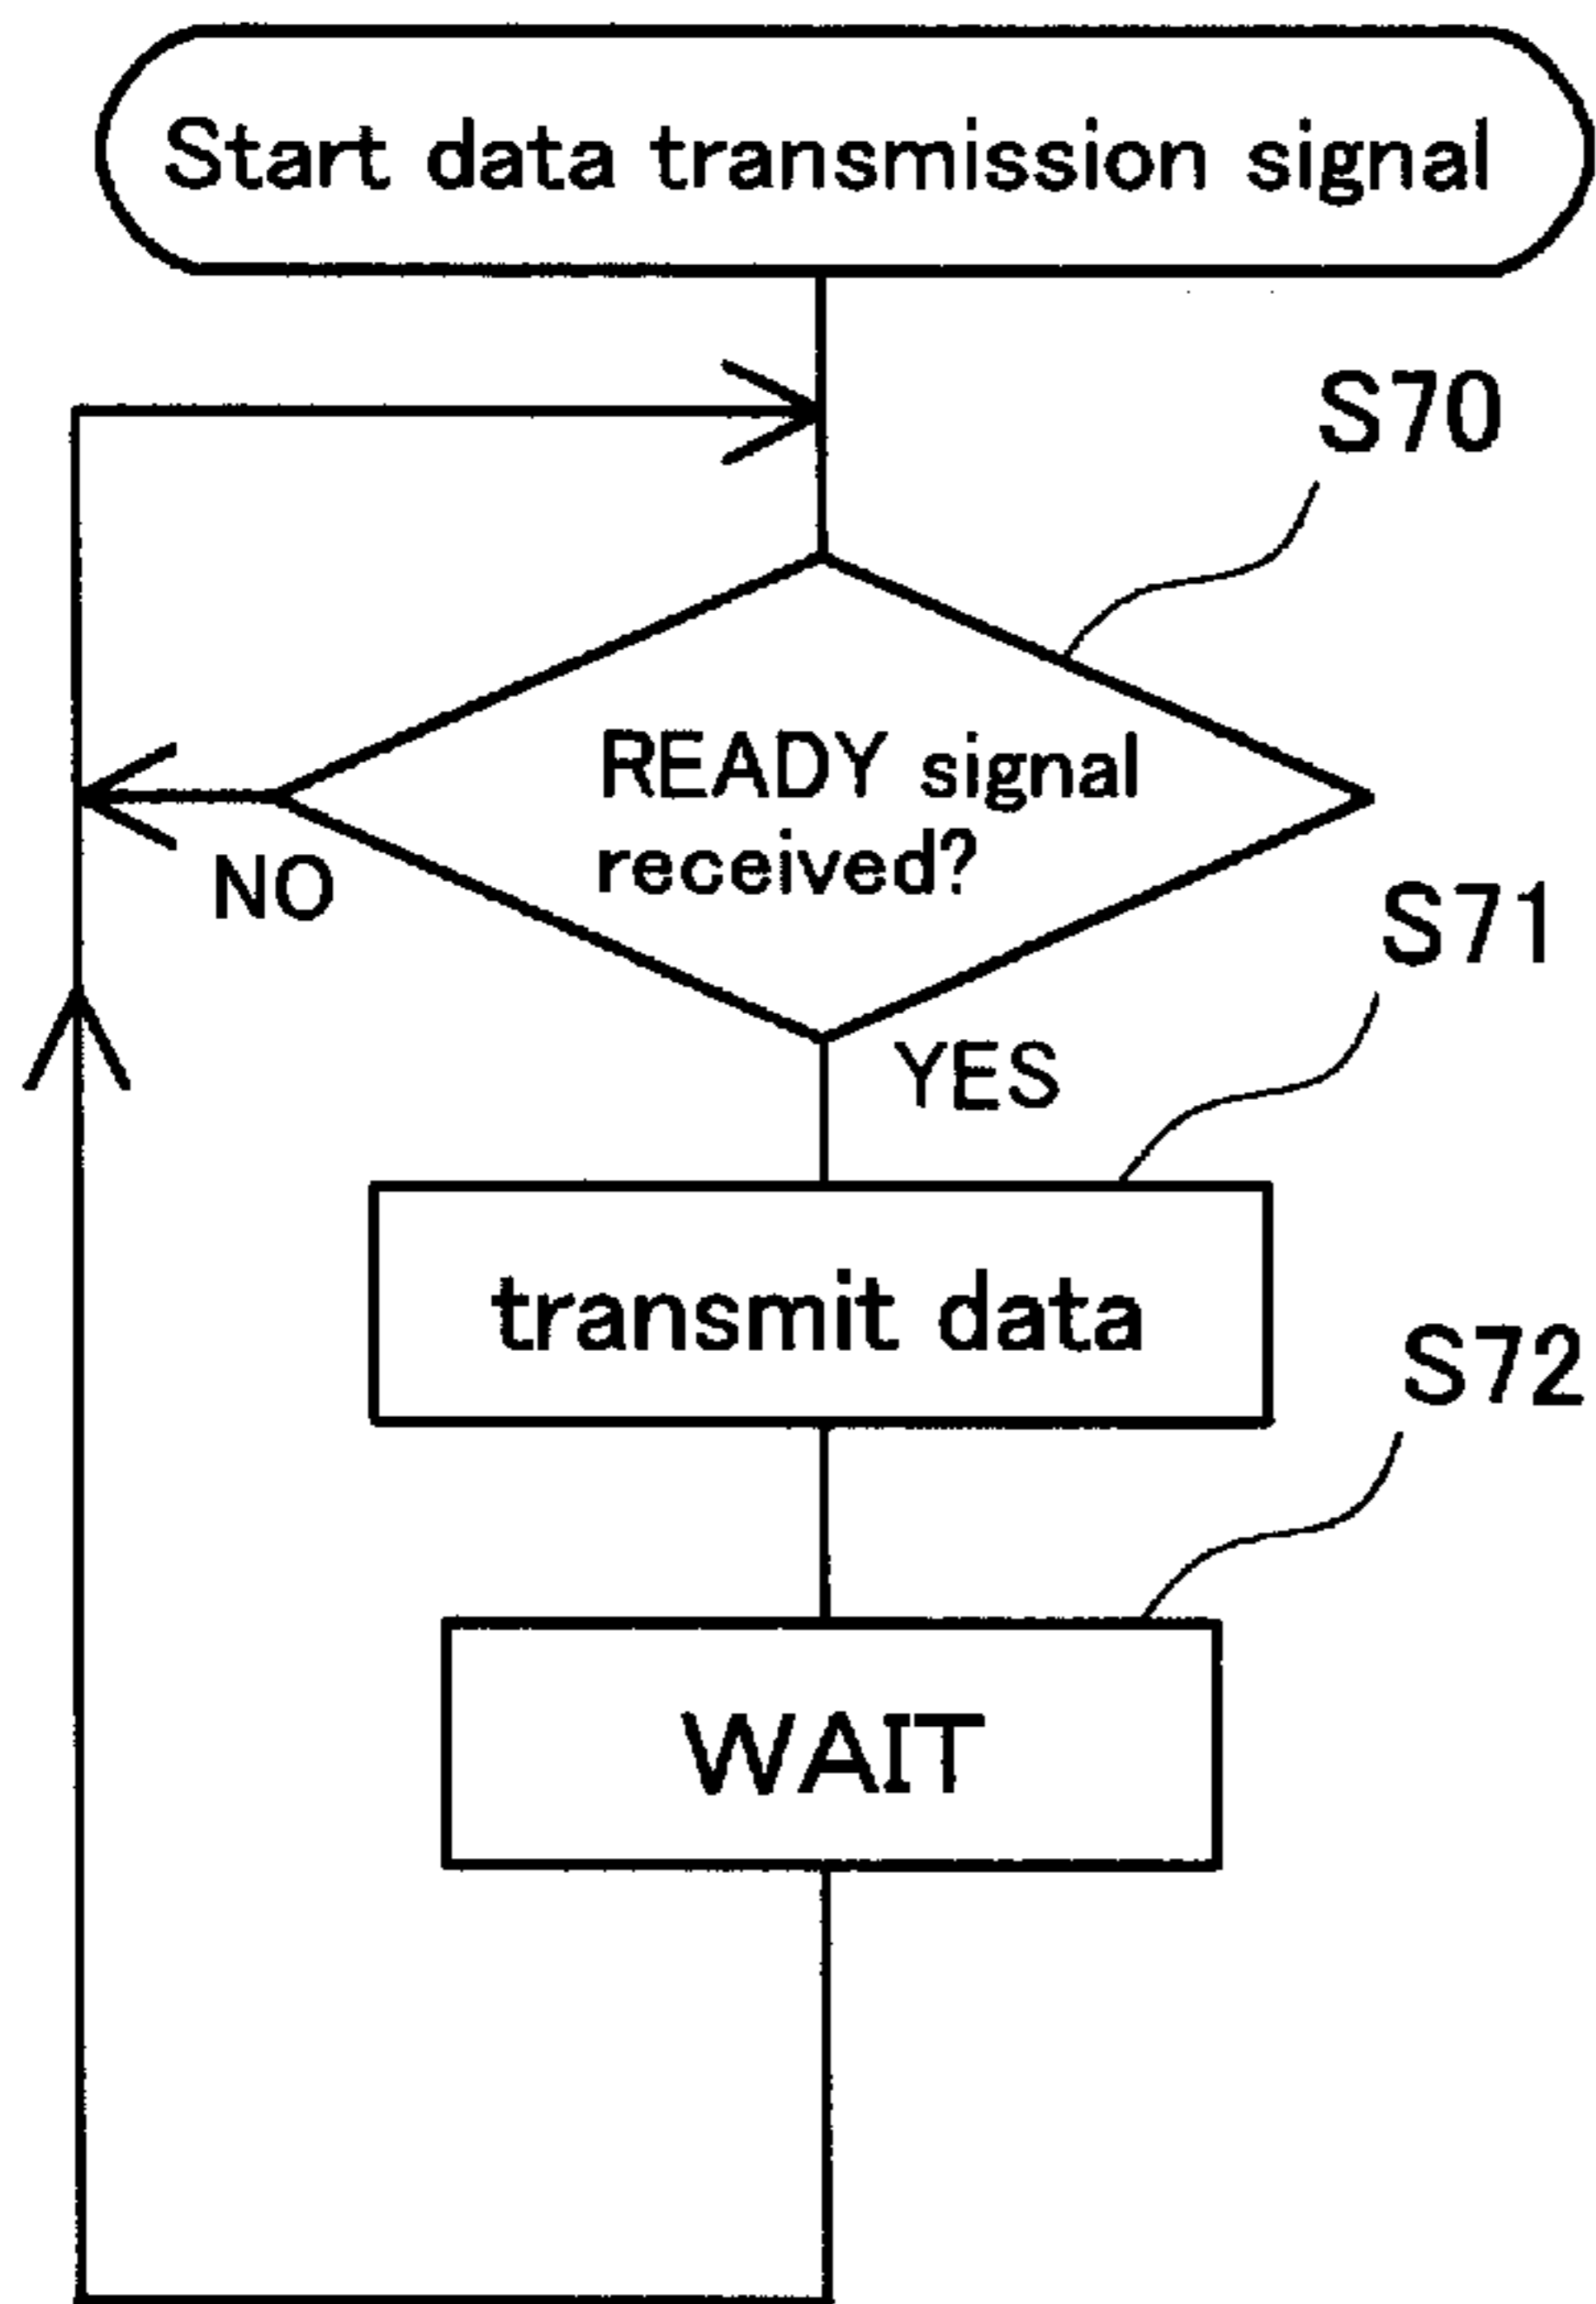 Start data transmission signal
S70
READY signal
received?
NO
S71
YES
transmit data
S72
WAIT